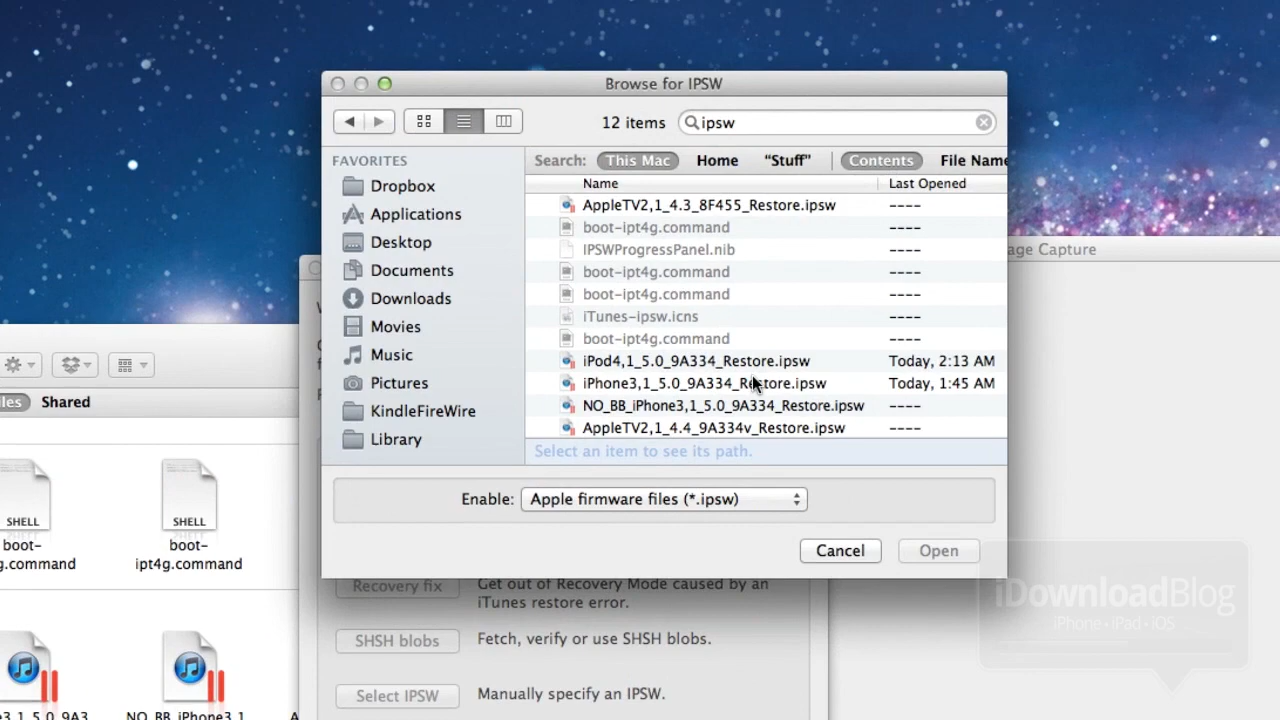 Browse for IPSW
12 items
ipsw
FAVORITES
Dropbox
Applications
Desktop
Documents
Downloads
Movies
Music
Pictures
KindleFireWire
Library
Search: This Mac Home “Stuff” Contents File Name
Name Last Opened
AppleTV2,1_4.3_8F455_Restore.ipsw ----
boot-ipt4g.command ----
IPSWProgressPanel.nib ----
boot-ipt4g.command ----
boot-ipt4g.command ----
iTunes-ipsw.icns ----
boot-ipt4g.command ----
iPod4,1_5.0_9A334_Restore.ipsw Today, 2:13 AM
iPhone3,1_5.0_9A334_Restore.ipsw Today, 1:45 AM
NO_BB_iPhone3,1_5.0_9A334_Restore.ipsw ----
AppleTV2,1_4.4_9A334v_Restore.ipsw ----
Select an item to see its path.
Enable: Apple firmware files (*.ipsw)
Cancel Open
age Capture
les Shared
SHELL
boot-
g.command
SHELL
boot-
ipt4g.command
e3,1_5.0_9A3
NO_BB_iPhone3,1
Recovery fix
Get out of Recovery Mode caused by an
iTunes restore error.
SHSH blobs
Fetch, verify or use SHSH blobs.
Select IPSW
Manually specify an IPSW.
iDownloadBlog
iPhone • iPad • iOS